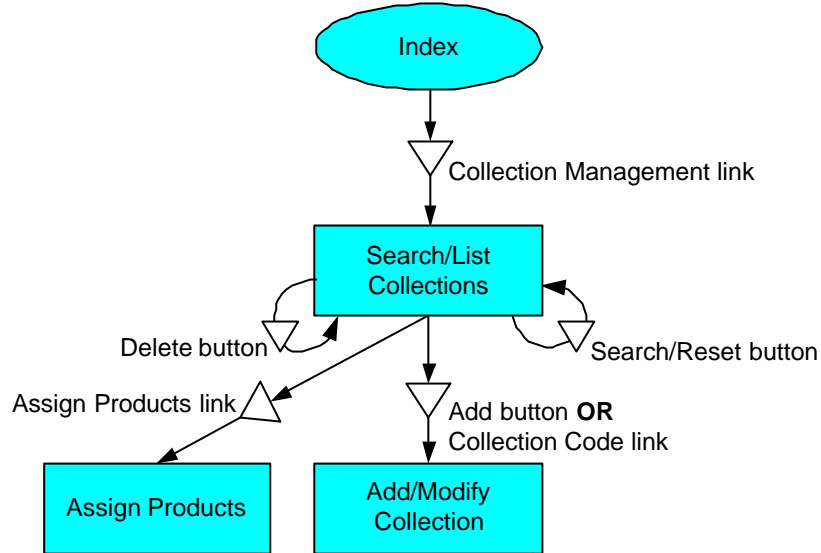 Index
Collection Management link
Search/List
Collections
Delete button
Search/Reset button
Assign Products link
Add button OR
Collection Code link
Assign Products
Add/Modify
Collection